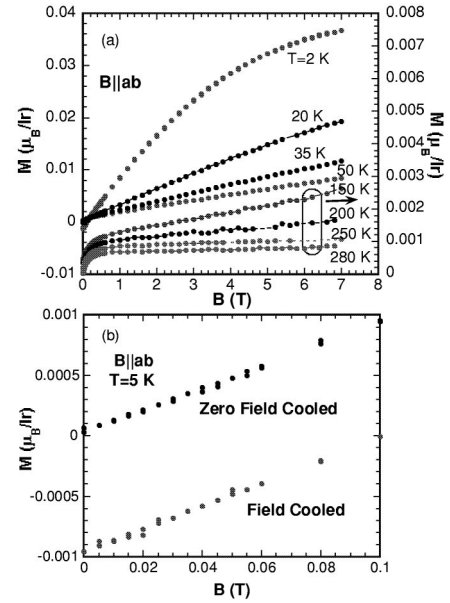 0.04
0.008
(a)
0.007
T=2 K
0.03
0.006
B||ab
0.005
20 K
0.02
0.004
M (μB/Ir)
M (μB/Ir)
35 K
0.01
50 K
0.003
150 K
0.002
0
200 K
250 K
0.001
280 K
-0.01
0
0 1 2 3 4 5 6 7 8
B (T)
0.001
(b)
B||ab
T=5 K
0.0005
Zero Field Cooled
M (μB/Ir)
0
-0.0005
Field Cooled
-0.001
0 0.02 0.04 0.06 0.08 0.1
B (T)